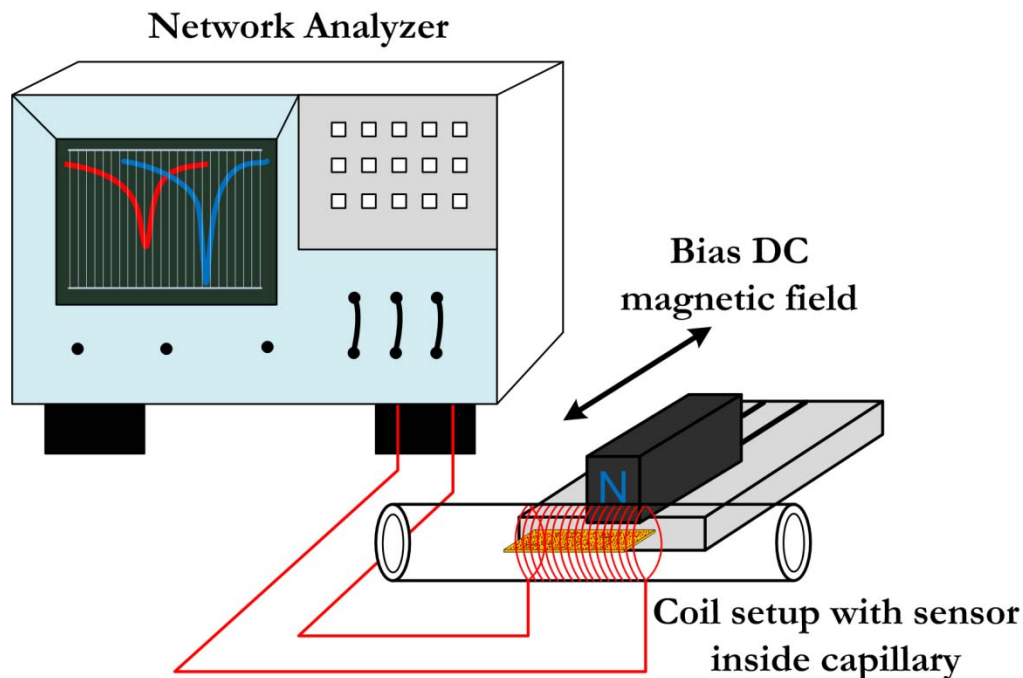 Network Analyzer
Bias DC
magnetic field
N
Coil setup with sensor
inside capillary